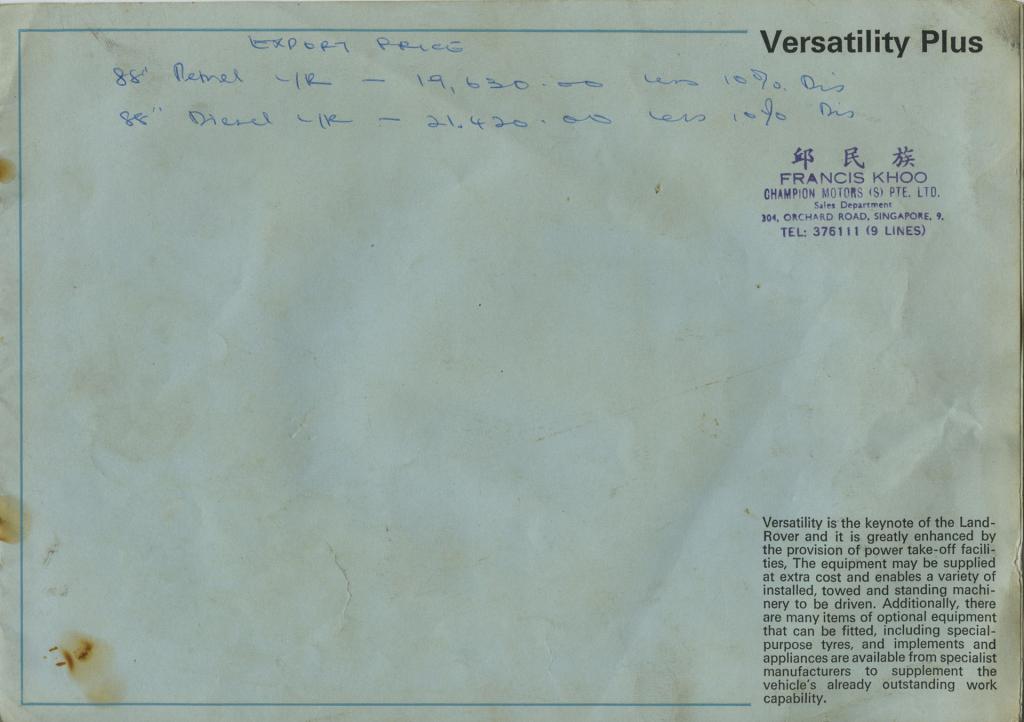 EXPORT PRICE
88" Petrol L/R — 19,630.00 less 10% Dis
88" Diesel L/R — 21,420.00 less 10% Dis
Versatility Plus
邱民族
FRANCIS KHOO
CHAMPION MOTORS (S) PTE. LTD.
Sales Department
304, ORCHARD ROAD, SINGAPORE, 9.
TEL: 376111 (9 LINES)
Versatility is the keynote of the Land-
Rover and it is greatly enhanced by
the provision of power take-off facili-
ties, The equipment may be supplied
at extra cost and enables a variety of
installed, towed and standing machi-
nery to be driven. Additionally, there
are many items of optional equipment
that can be fitted, including special-
purpose tyres, and implements and
appliances are available from specialist
manufacturers to supplement the
vehicle's already outstanding work
capability.